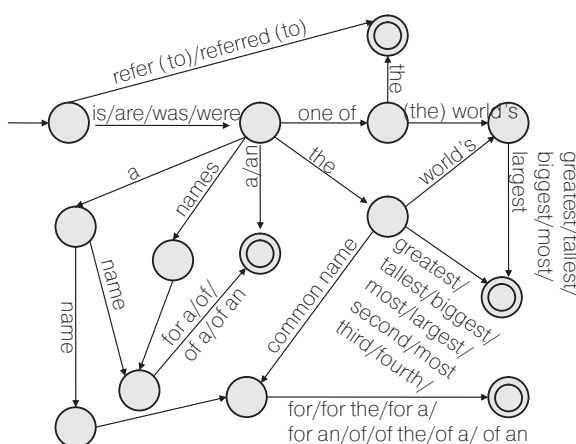 refer (to)/referred (to)
is/are/was/were
one of
the
(the) world's
a
names
a/an
the
world's
largest
biggest/most/
greatest/tallest/
name
name
for a/of/
of a/of an
common name
greatest/
tallest/biggest/
most/largest/
second/most
third/fourth/
for/for the/for a/
for an/of/of the/of a/ of an